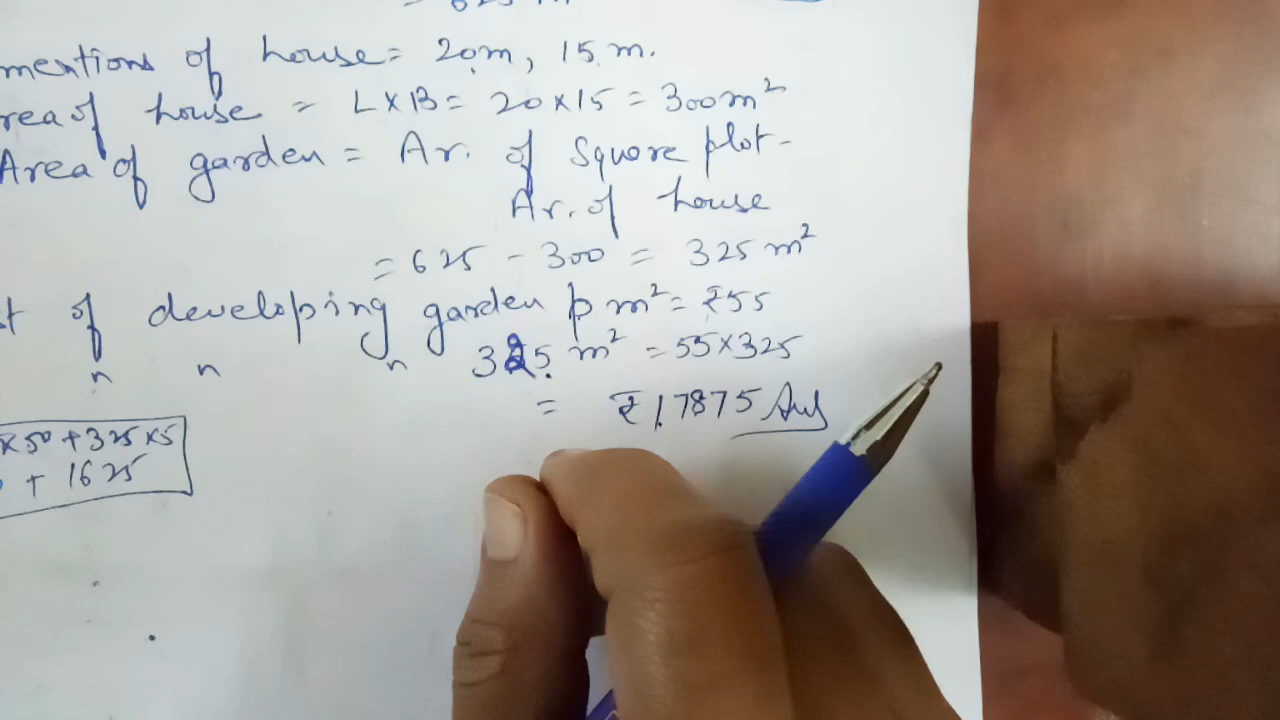 = 625 m
mentions of house = 20m, 15 m.
rea of house = L×B = 20×15 = 300m²
Area of garden = Ar. of Square plot-
Ar. of house
= 625 - 300 = 325 m²
t of developing garden p m² = ₹55
" " " 325 m² = 55×325
= ₹17875 Ans
×50+325×5
+ 1625